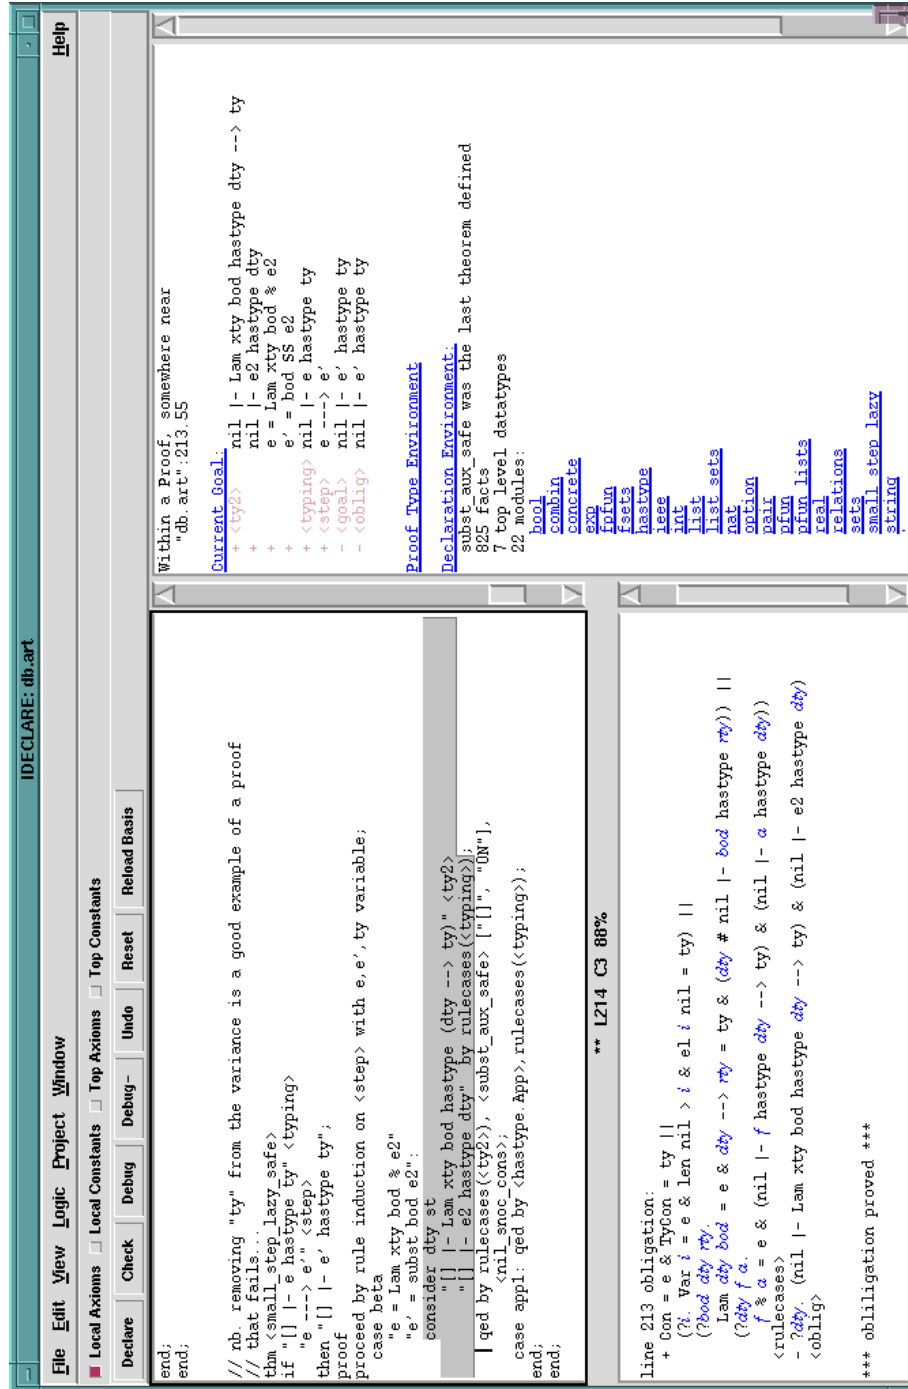 IDECLARE: db.art
File Edit View Logic Project Window Help
Local Axioms Local Constants Top Axioms Top Constants
Declare Check Debug Debug- Undo Reset Reload Basis
end;
end;
// nb. removing "ty" from the variance is a good example of a proof
// that fails...
thm <small_step_lazy_safe>
if "[] |- e hastype ty" <typing>
"e ---> e'" <step>
then "[] |- e' hastype ty";
proof
proceed by rule induction on <step> with e,e',ty variable;
case beta
"e = Lam xty bod % e2"
"e' = subst bod e2":
consider dty st
"[] |- Lam xty bod hastype (dty --> ty)" <ty2>
"[] |- e2 hastype dty" by rulecases(<typing>);
qed by rulecases(<ty2>), <subst_aux_safe> ["[]", "0N"],
<nil_snoc_cons>;
case app1: qed by <hastype.App>,rulecases(<typing>);
end;
end;
** L214 C3 88%
line 213 obligation:
+ Con = e & TyCon = ty ||
(?i. Var i = e & len nil > i & el i nil = ty) ||
(?bod dty rty.
Lam dty bod = e & dty --> rty = ty & (dty # nil |- bod hastype rty)) ||
(?dty f a.
f % a = e & (nil |- f hastype dty --> ty) & (nil |- a hastype dty))
<rulecases>
- ?dty. (nil |- Lam xty bod hastype dty --> ty) & (nil |- e2 hastype dty)
<oblig>
*** obliligation proved ***
Within a Proof, somewhere near
"db.art":213.55
Current Goal:
+ <ty2> nil |- Lam xty bod hastype dty --> ty
+ nil |- e2 hastype dty
+ e = Lam xty bod % e2
+ e' = bod SS e2
+ <typing> nil |- e hastype ty
+ <step> e ---> e'
- <goal> nil |- e' hastype ty
- <oblig> nil |- e' hastype ty
Proof Type Environment
Declaration Environment:
subst_aux_safe was the last theorem defined
825 facts
7 top level datatypes
22 modules:
bool
combin
concrete
exp
fpfun
fsets
hastype
ieee
int
list
list sets
nat
option
pair
pfun
pfun lists
real
relations
sets
small step lazy
string